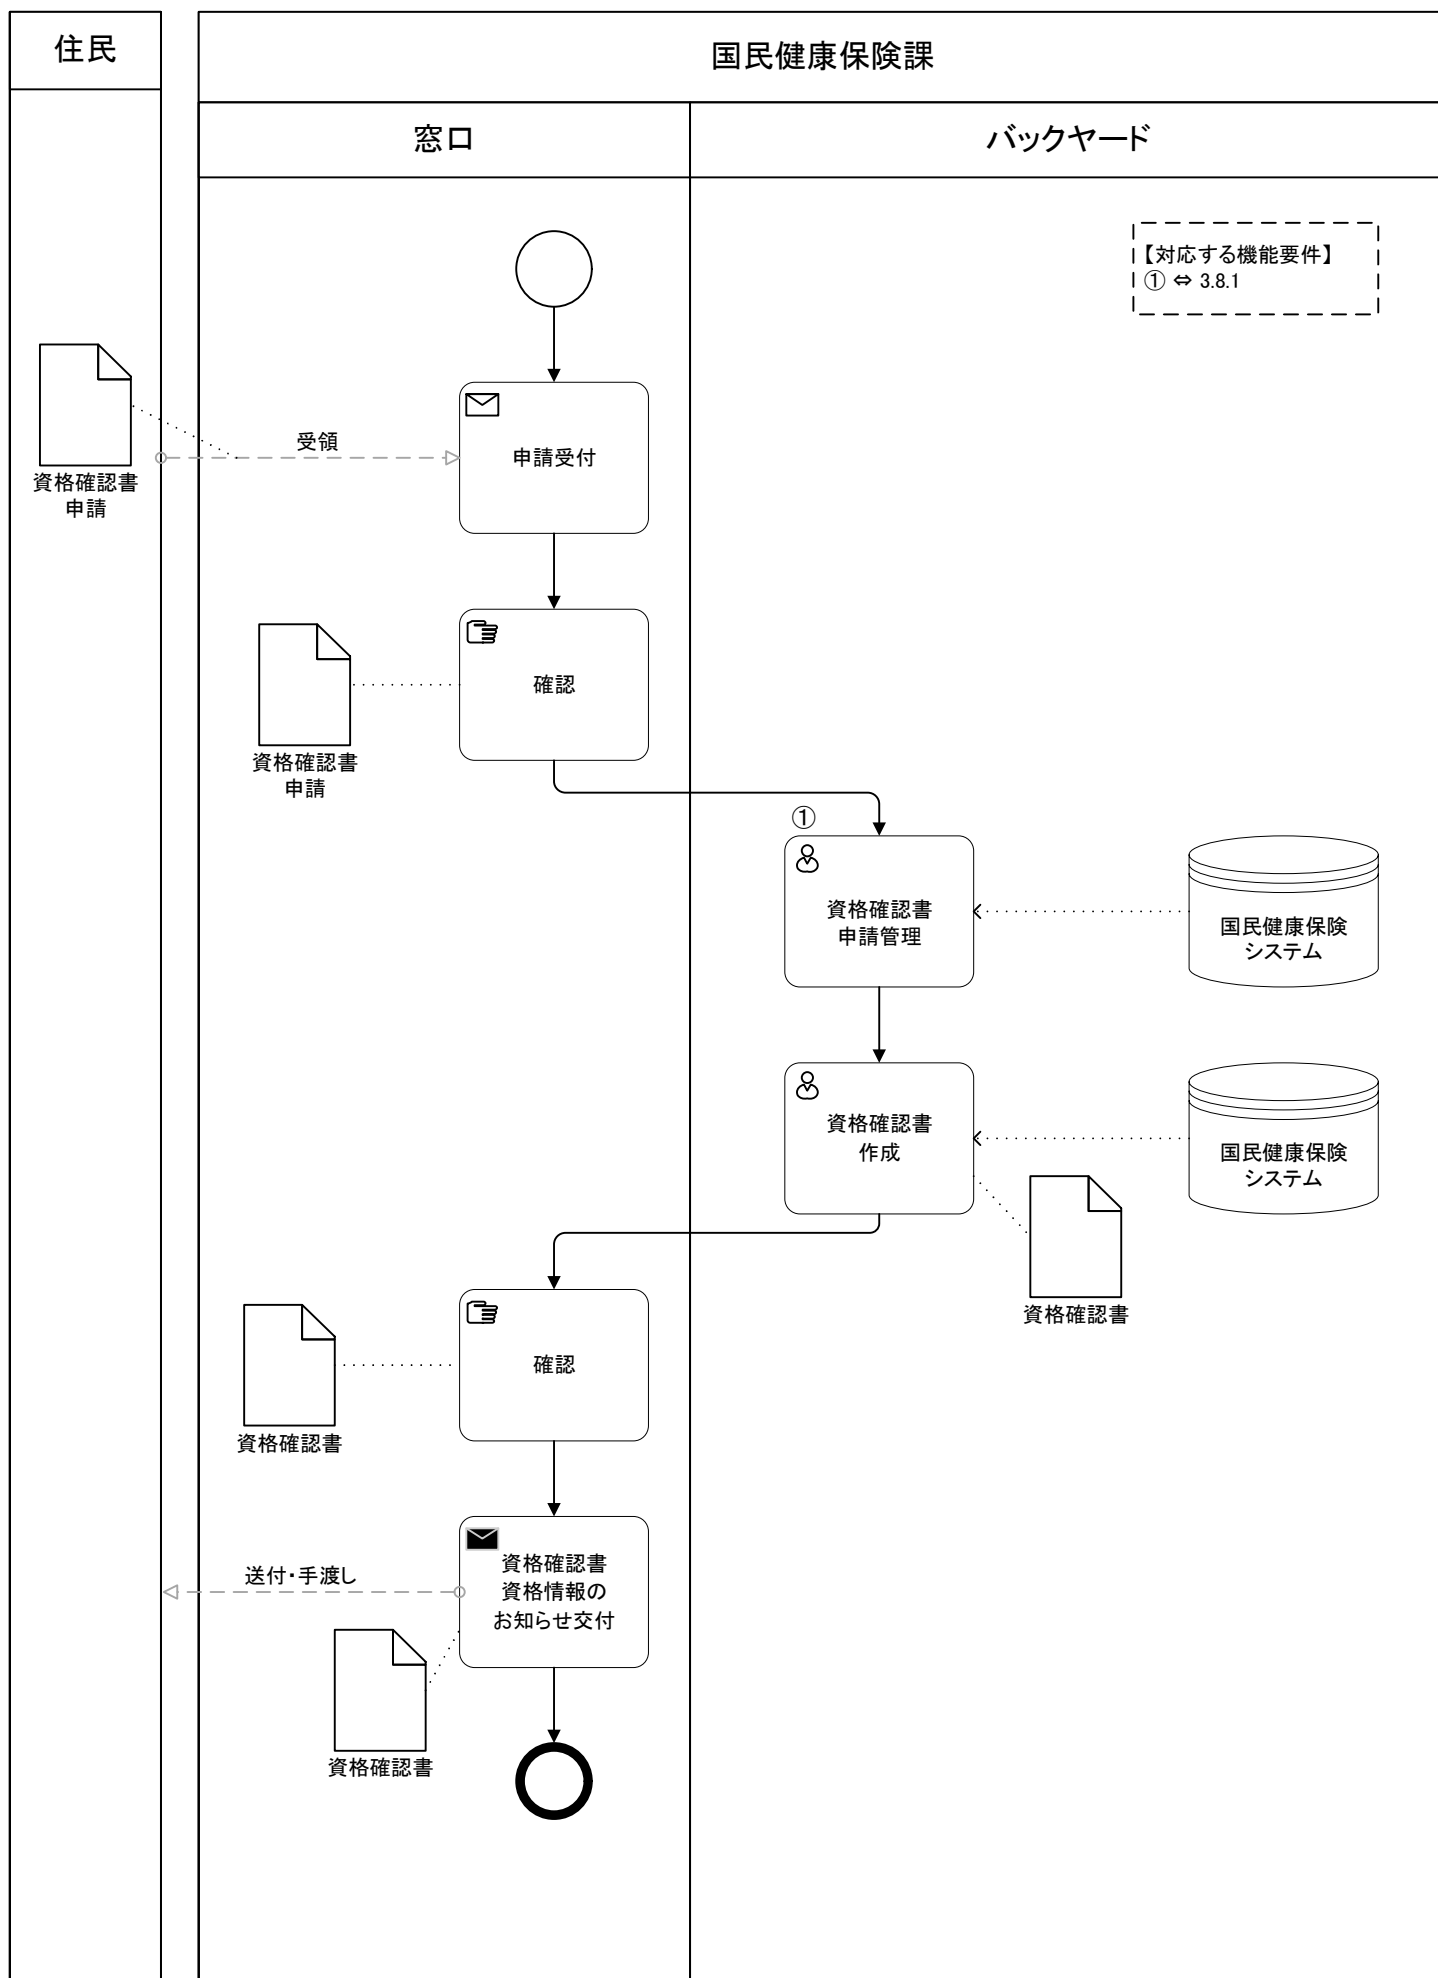 住民
国民健康保険課
窓口
バックヤード
【対応する機能要件】
① ⇔ 3.8.1
受領
申請受付
資格確認書
申請
確認
資格確認書
申請
①
資格確認書
申請管理
国民健康保険
システム
資格確認書
作成
国民健康保険
システム
資格確認書
確認
資格確認書
送付・手渡し
資格確認書
資格情報の
お知らせ交付
資格確認書